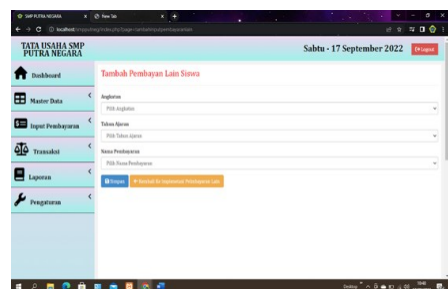 SMP PUTRA NEGARA
New Tab
TATA USAHA SMP
PUTRA NEGARA
Sabtu - 17 September 2022
Logout
Dashboard
Master Data
Input Pembayaran
Transaksi
Laporan
Pengaturan
Tambah Pembayan Lain Siswa
Angkatan
Pilih Angkatan
Tahun Ajaran
Pilih Tahun Ajaran
Nama Pembayaran
Pilih Nama Pembayaran
Simpan
Desktop